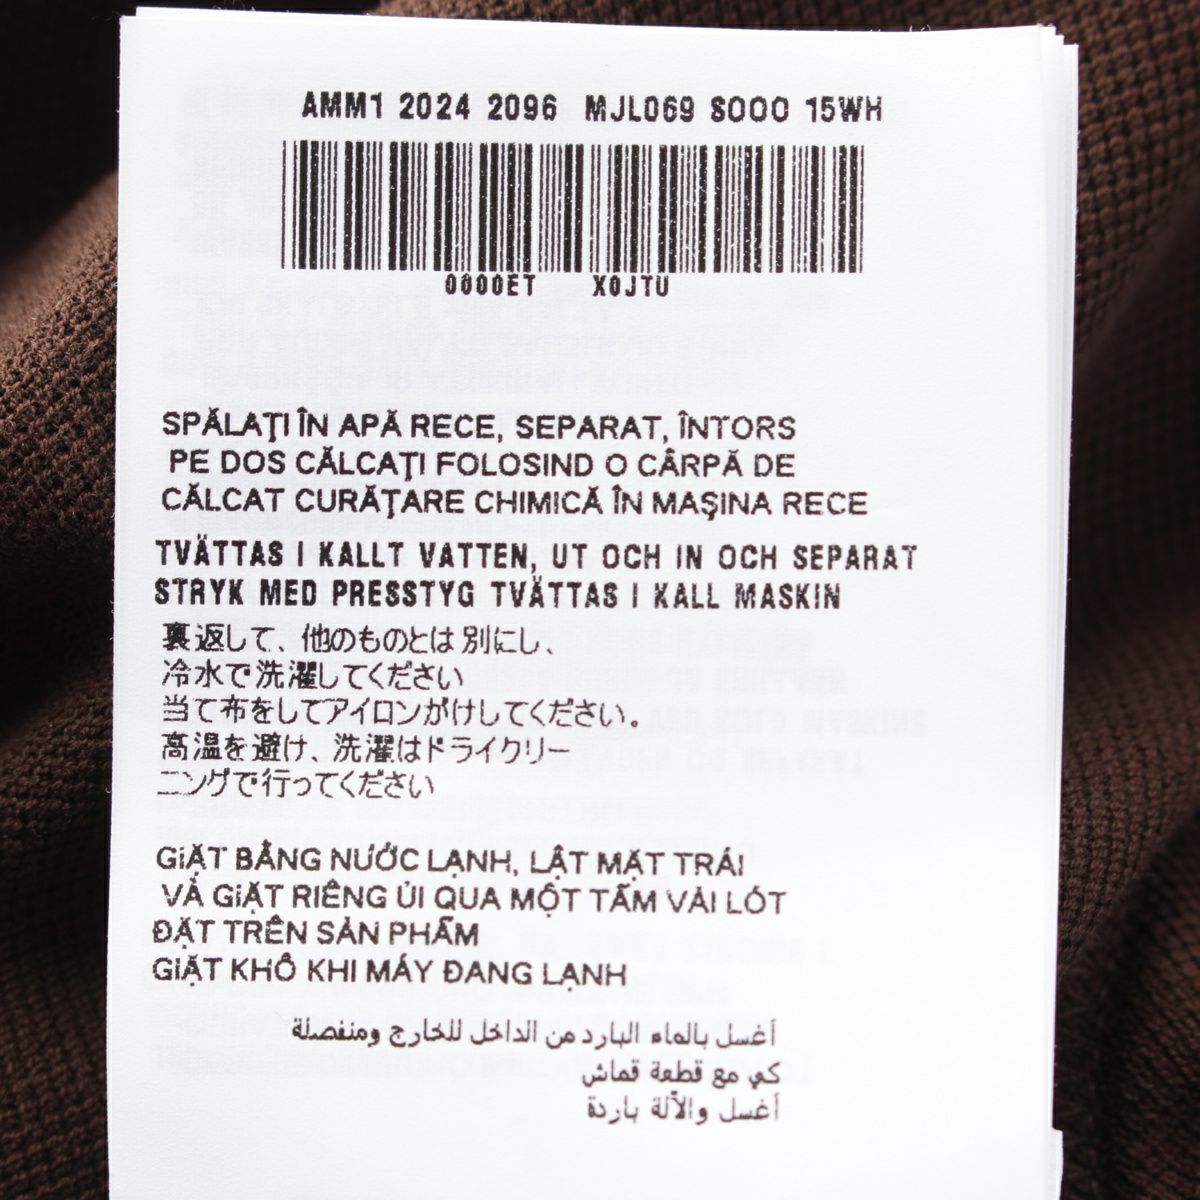 AMM1 2024 2096 MJL069 SOOO 15WH
0000ET X0JTU
SPĂLAŢI ÎN APĂ RECE, SEPARAT, ÎNTORS
PE DOS CĂLCAŢI FOLOSIND O CÂRPĂ DE
CĂLCAT CURĂŢARE CHIMICĂ ÎN MAŞINA RECE
TVÄTTAS I KALLT VATTEN, UT OCH IN OCH SEPARAT
STRYK MED PRESSTYG TVÄTTAS I KALL MASKIN
裏返して、他のものとは別にし、
冷水で洗濯してください
当て布をしてアイロンがけしてください。
高温を避け、洗濯はドライクリー
ニングで行ってください
GIẶT BẰNG NƯỚC LẠNH, LẬT MẶT TRÁI
VÀ GIẶT RIÊNG ỦI QUA MỘT TẤM VẢI LÓT
ĐẶT TRÊN SẢN PHẨM
GIẶT KHÔ KHI MÁY ĐANG LẠNH
أغسل بالماء البارد من الداخل للخارج ومنفصلة
كي مع قطعة قماش
أغسل والآلة باردة